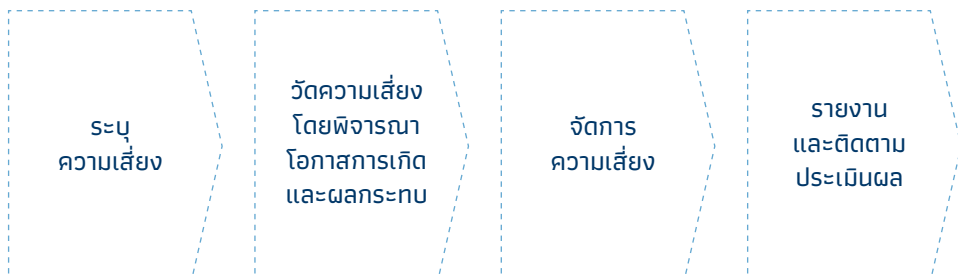 ระบุ
ความเสี่ยง
วัดความเสี่ยง
โดยพิจารณา
โอกาสการเกิด
และผลกระทบ
จัดการ
ความเสี่ยง
รายงาน
และติดตาม
ประเมินผล